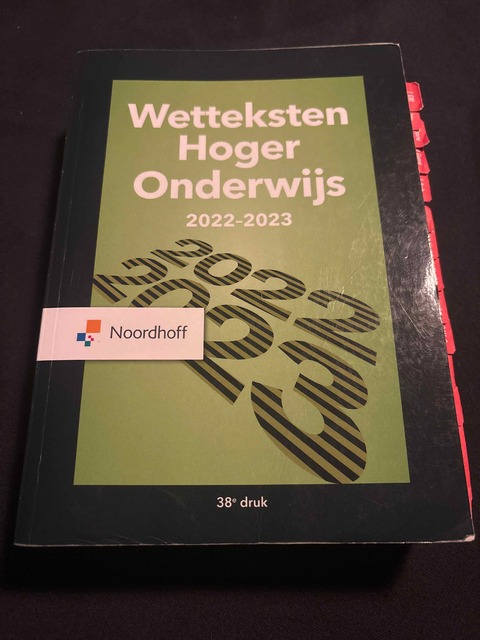 Wetteksten
Hoger
Onderwijs
2022-2023
Noordhoff
38e druk